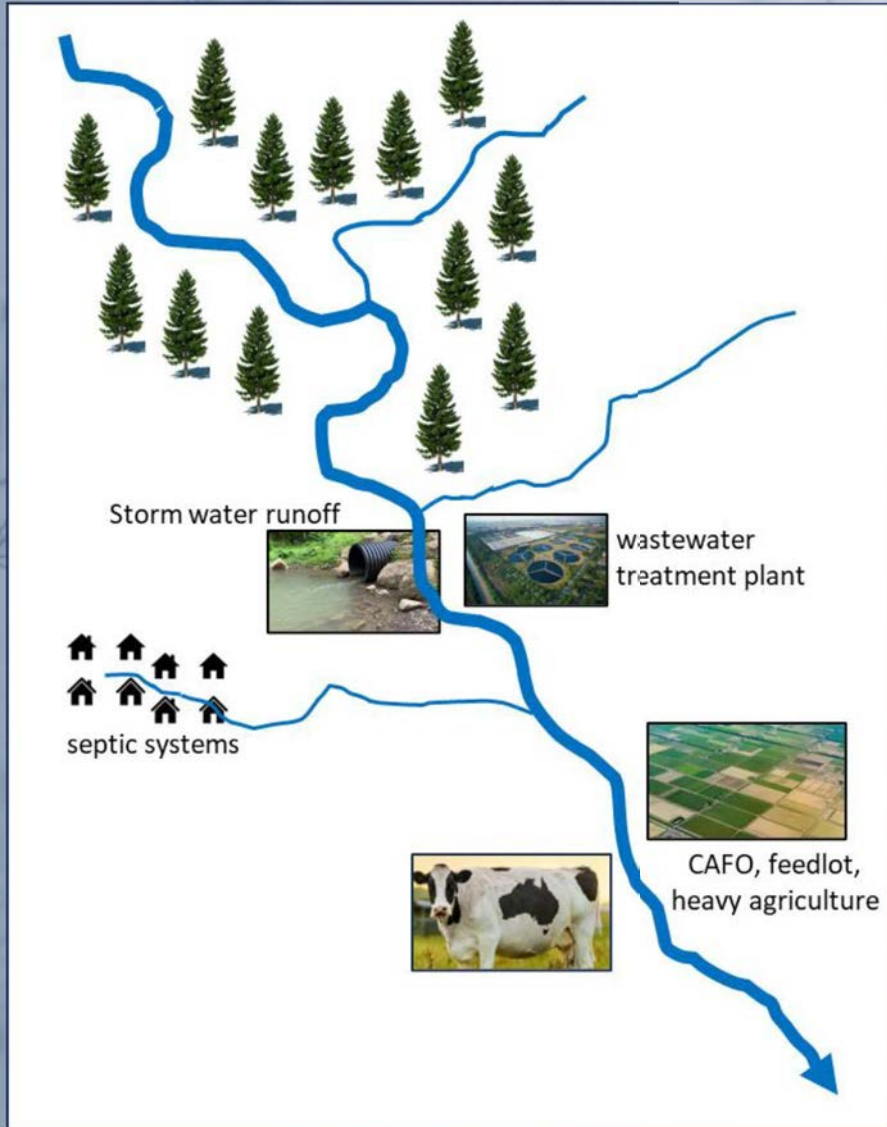 Storm water runoff
wastewater
treatment plant
septic systems
CAFO, feedlot,
heavy agriculture